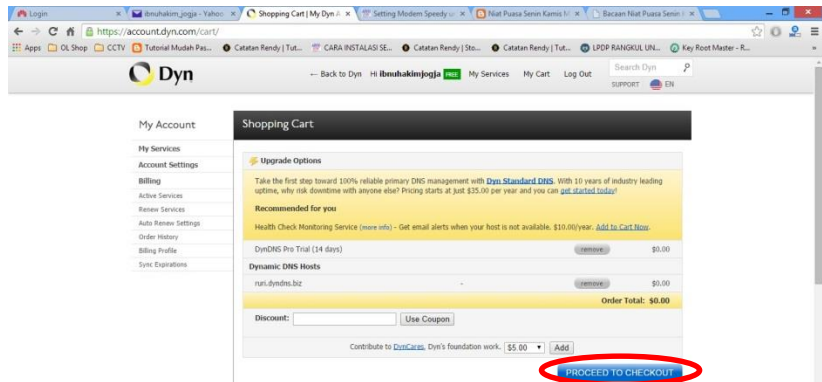 Login
ibnuhakim_jogja - Yahoo
Shopping Cart | My Dyn A
Setting Modem Speedy
Niat Puasa Senin Kamis
Bacaan Niat Puasa Senin
https://account.dyn.com/cart/
Apps OL Shop CCTV Tutorial Mudah Pas... Catatan Rendy | Tut... CARA INSTALASI SE... Catatan Rendy | Sto... Catatan Rendy | Tut... LPDP RANGKUL UN... Key Root Master - R...
Dyn
← Back to Dyn Hi ibnuhakimjogja FREE My Services My Cart Log Out
Search Dyn
SUPPORT EN
My Account
My Services
Account Settings
Billing
Active Services
Renew Services
Auto Renew Settings
Order History
Billing Profile
Sync Expirations
Shopping Cart
Upgrade Options
Take the first step toward 100% reliable primary DNS management with Dyn Standard DNS. With 10 years of industry leading
uptime, why risk downtime with anyone else? Pricing starts at just $35.00 per year and you can get started today!
Recommended for you
Health Check Monitoring Service (more info) - Get email alerts when your host is not available. $10.00/year. Add to Cart Now.
DynDNS Pro Trial (14 days) remove $0.00
Dynamic DNS Hosts
ruri.dyndns.biz - remove $0.00
Order Total: $0.00
Discount: Use Coupon
Contribute to DynCares, Dyn's foundation work. $5.00 Add
PROCEED TO CHECKOUT